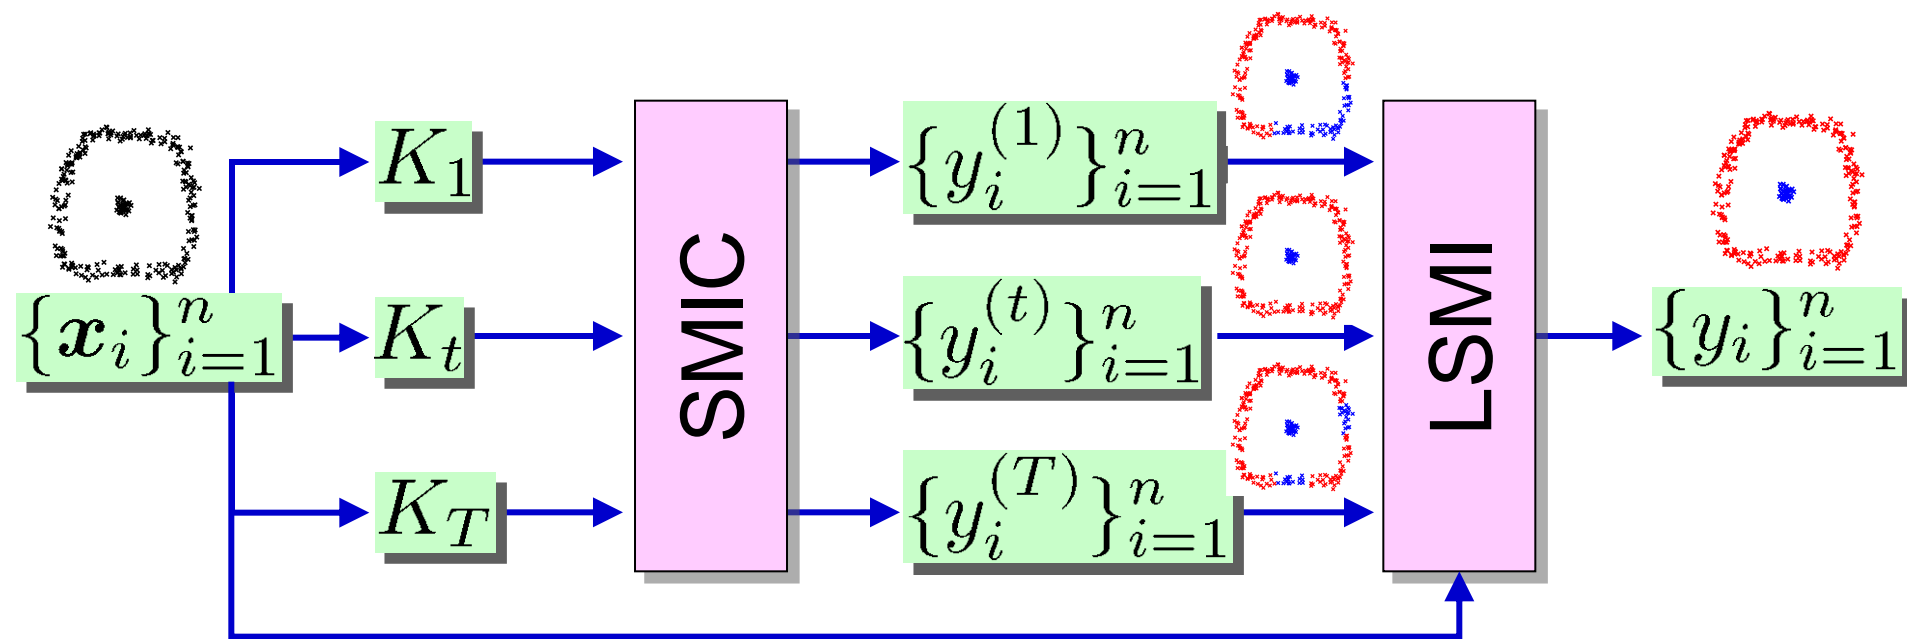 {x_i}_{i=1}^n
K_1
K_t
K_T
SMIC
{y_i^{(1)}}_{i=1}^n
{y_i^{(t)}}_{i=1}^n
{y_i^{(T)}}_{i=1}^n
LSMI
{y_i}_{i=1}^n